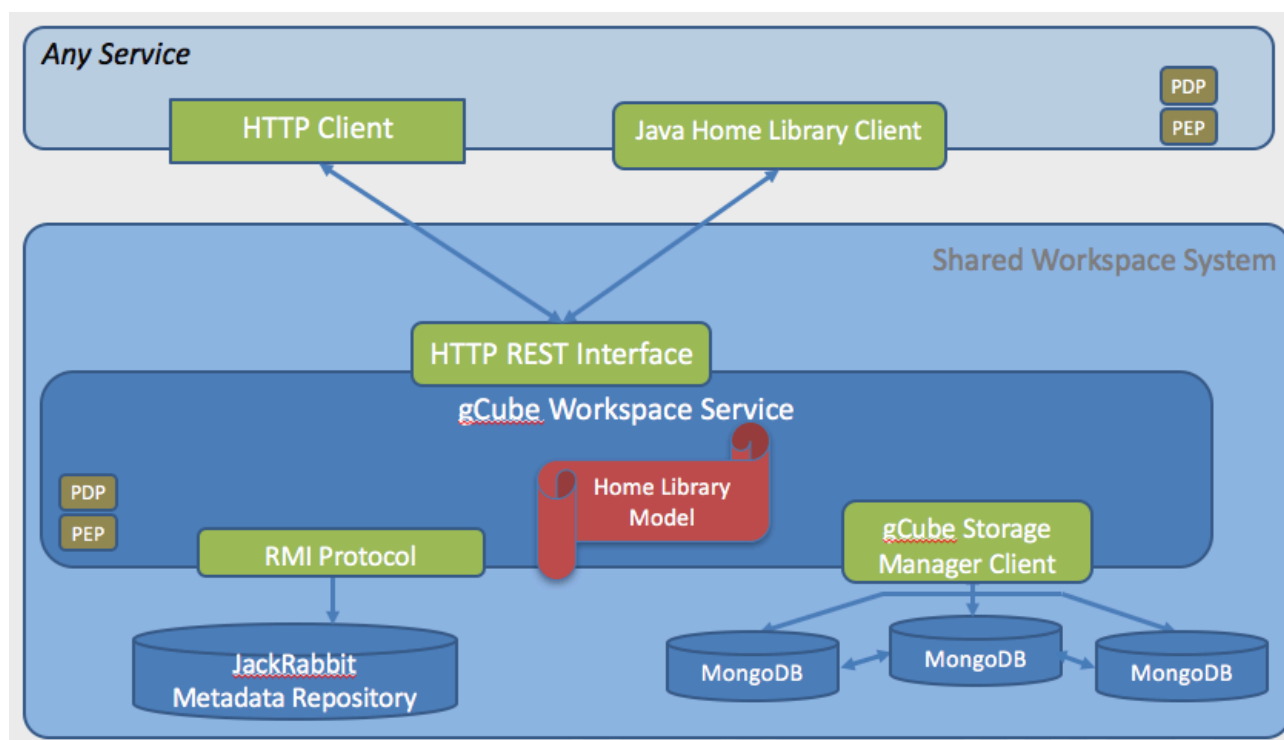 Any Service
PDP
PEP
HTTP Client
Java Home Library Client
Shared Workspace System
HTTP REST Interface
gCube Workspace Service
Home Library
Model
PDP
PEP
RMI Protocol
gCube Storage
Manager Client
JackRabbit
Metadata Repository
MongoDB
MongoDB
MongoDB